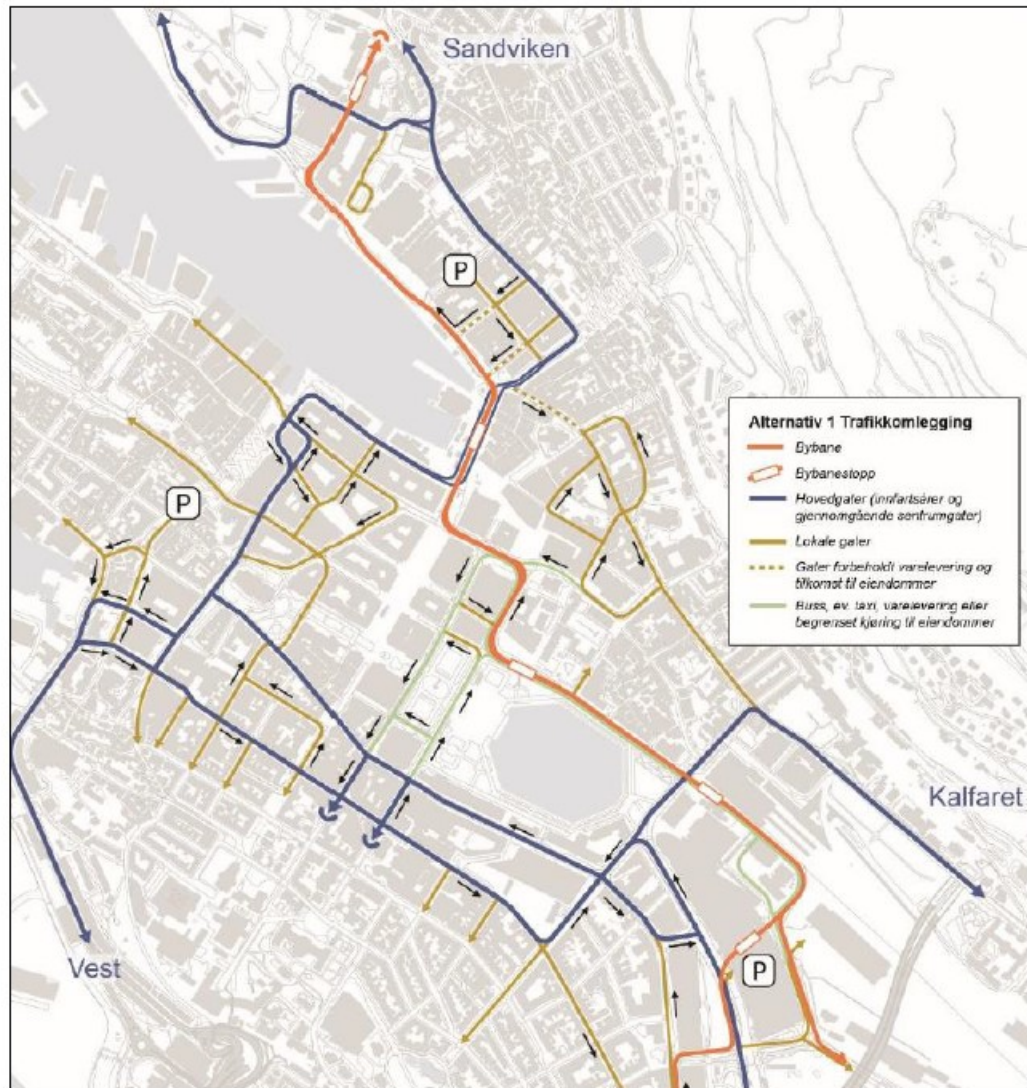 Sandviken
P
Alternativ 1 Trafikkomlegging
Bybane
Bybanestopp
Hovedgater (innfartsårer og
gjennomgående sentrumgater)
P
Lokale gater
Gater forbeholdt varelevering og
tilkomst til eiendommer
Buss, ev. taxi, varelevering eller
begrenset kjøring til eiendommer
Kalfaret
Vest
P